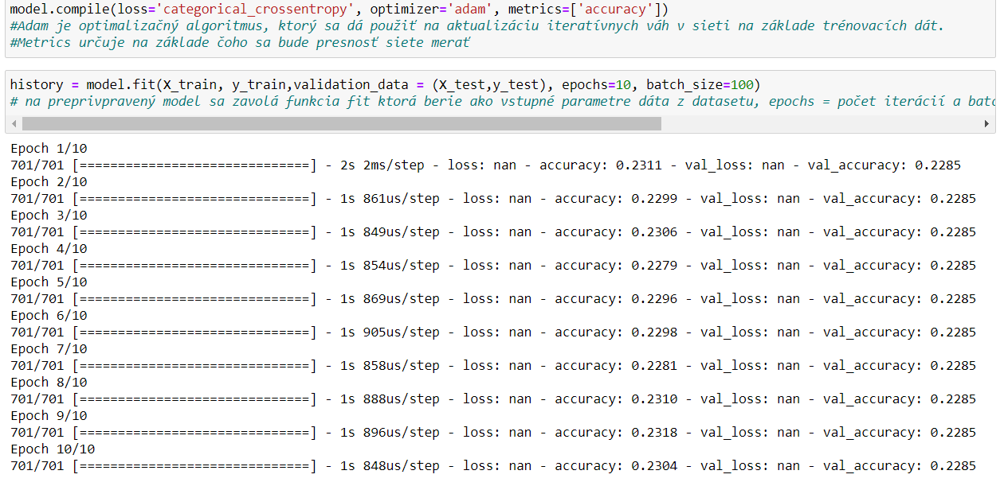 model.compile(loss='categorical_crossentropy', optimizer='adam', metrics=['accuracy'])
#Adam je optimalizačný algoritmus, ktorý sa dá použiť na aktualizáciu iteratívnych váh v sieti na základe trénovacích dát.
#Metrics určuje na základe čoho sa bude presnosť siete merať
history = model.fit(X_train, y_train,validation_data = (X_test,y_test), epochs=10, batch_size=100)
# na preprivpravený model sa zavolá funkcia fit ktorá berie ako vstupné parametre dáta z datasetu, epochs = počet iterácií a
Epoch 1/10
701/701 [==============================] - 2s 2ms/step - loss: nan - accuracy: 0.2311 - val_loss: nan - val_accuracy: 0.2285
Epoch 2/10
701/701 [==============================] - 1s 861us/step - loss: nan - accuracy: 0.2299 - val_loss: nan - val_accuracy: 0.2285
Epoch 3/10
701/701 [==============================] - 1s 849us/step - loss: nan - accuracy: 0.2306 - val_loss: nan - val_accuracy: 0.2285
Epoch 4/10
701/701 [==============================] - 1s 854us/step - loss: nan - accuracy: 0.2279 - val_loss: nan - val_accuracy: 0.2285
Epoch 5/10
701/701 [==============================] - 1s 869us/step - loss: nan - accuracy: 0.2296 - val_loss: nan - val_accuracy: 0.2285
Epoch 6/10
701/701 [==============================] - 1s 905us/step - loss: nan - accuracy: 0.2298 - val_loss: nan - val_accuracy: 0.2285
Epoch 7/10
701/701 [==============================] - 1s 858us/step - loss: nan - accuracy: 0.2281 - val_loss: nan - val_accuracy: 0.2285
Epoch 8/10
701/701 [==============================] - 1s 888us/step - loss: nan - accuracy: 0.2310 - val_loss: nan - val_accuracy: 0.2285
Epoch 9/10
701/701 [==============================] - 1s 896us/step - loss: nan - accuracy: 0.2318 - val_loss: nan - val_accuracy: 0.2285
Epoch 10/10
701/701 [==============================] - 1s 848us/step - loss: nan - accuracy: 0.2304 - val_loss: nan - val_accuracy: 0.2285